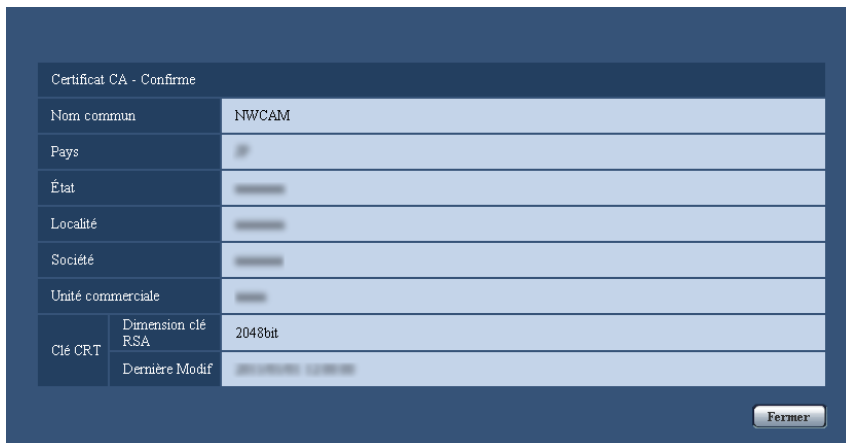 Certificat CA - Confirme
Nom commun NWCAM
Pays
État
Localité
Société
Unité commerciale
Clé CRT
Dimension clé RSA 2048bit
Dernière Modif
Fermer